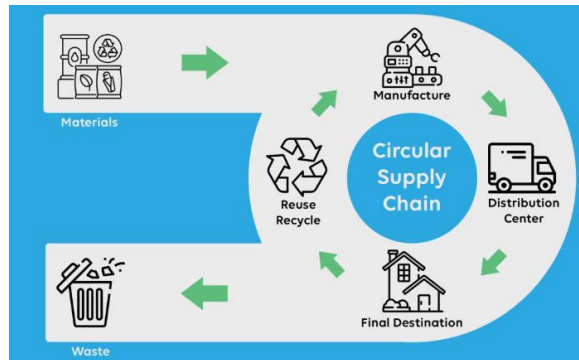 Materials
Manufacture
Circular
Supply
Chain
Reuse
Recycle
Distribution
Center
Final Destination
Waste